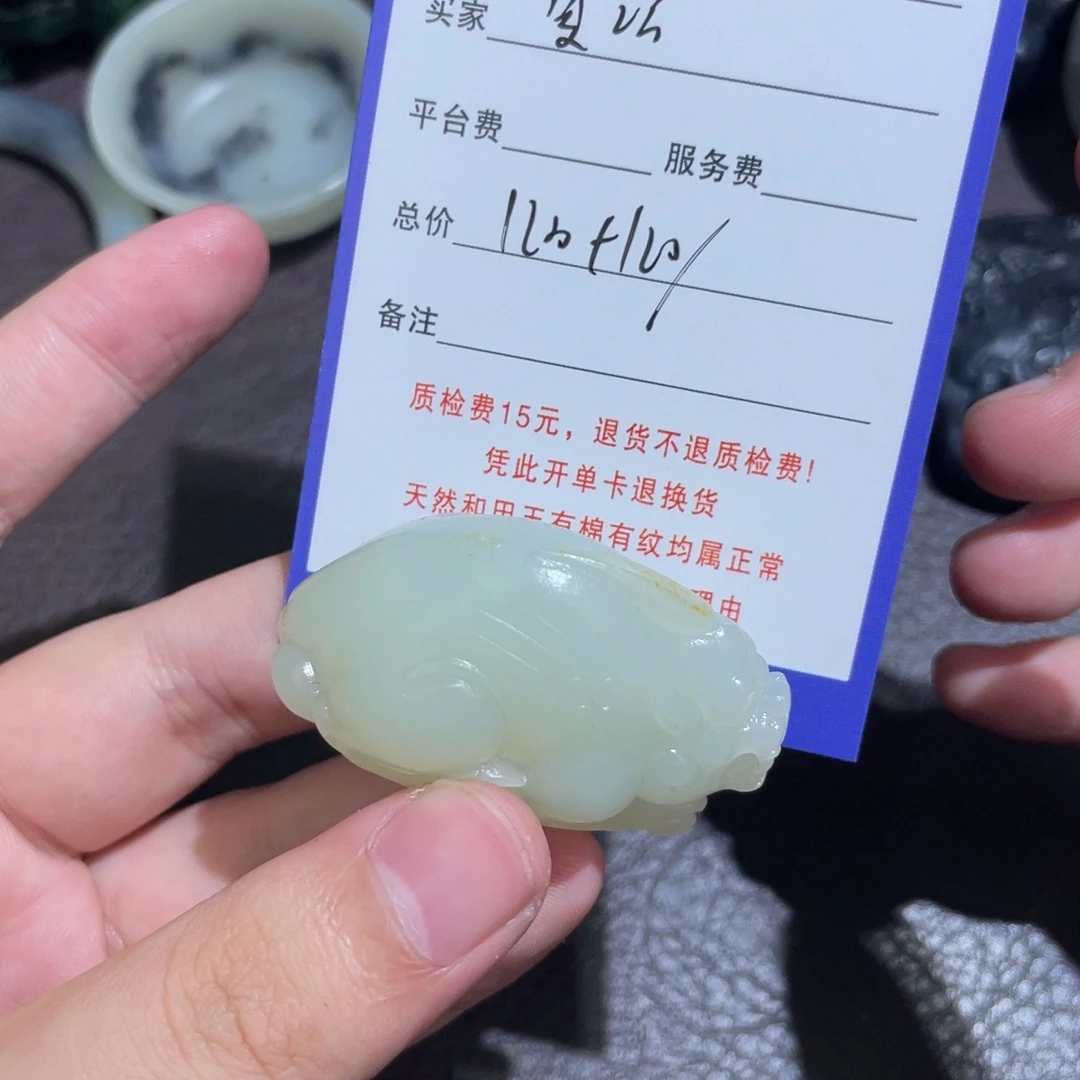 买家
平台费 服务费
总价
备注
质检费15元，退货不退质检费！
凭此开单卡退换货
天然和田玉有棉有纹均属正常
理由